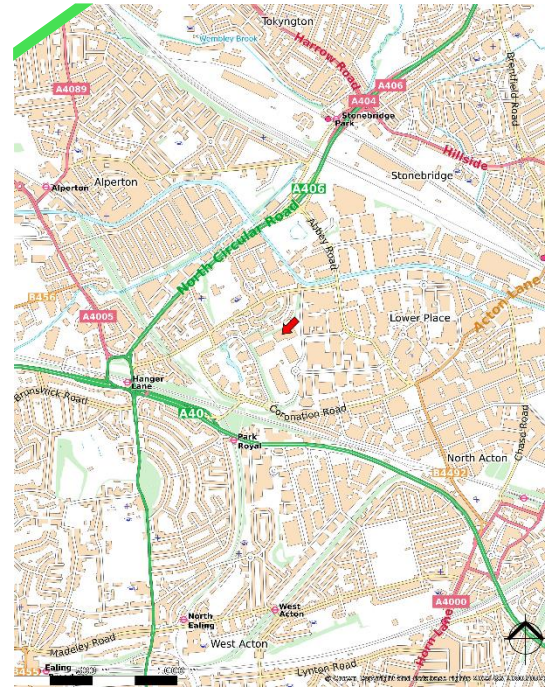 Tokyngton
Wembley Brook
Harrow Road
A4089
A406
A404
Stonebridge
Park
Brentfield Road
Hillside
Alperton
Alperton
Stonebridge
A406
North Circular Road
Abbey Road
B456
A4005
Lower Place
Acton Lane
Hanger
Lane
Brunswick Road
Coronation Road
Park
Royal
Chase Road
North Acton
B4492
West
Acton
North
Ealing
A4000
Horn Lane
West Acton
Madeley Road
Lynton Road
Ealing